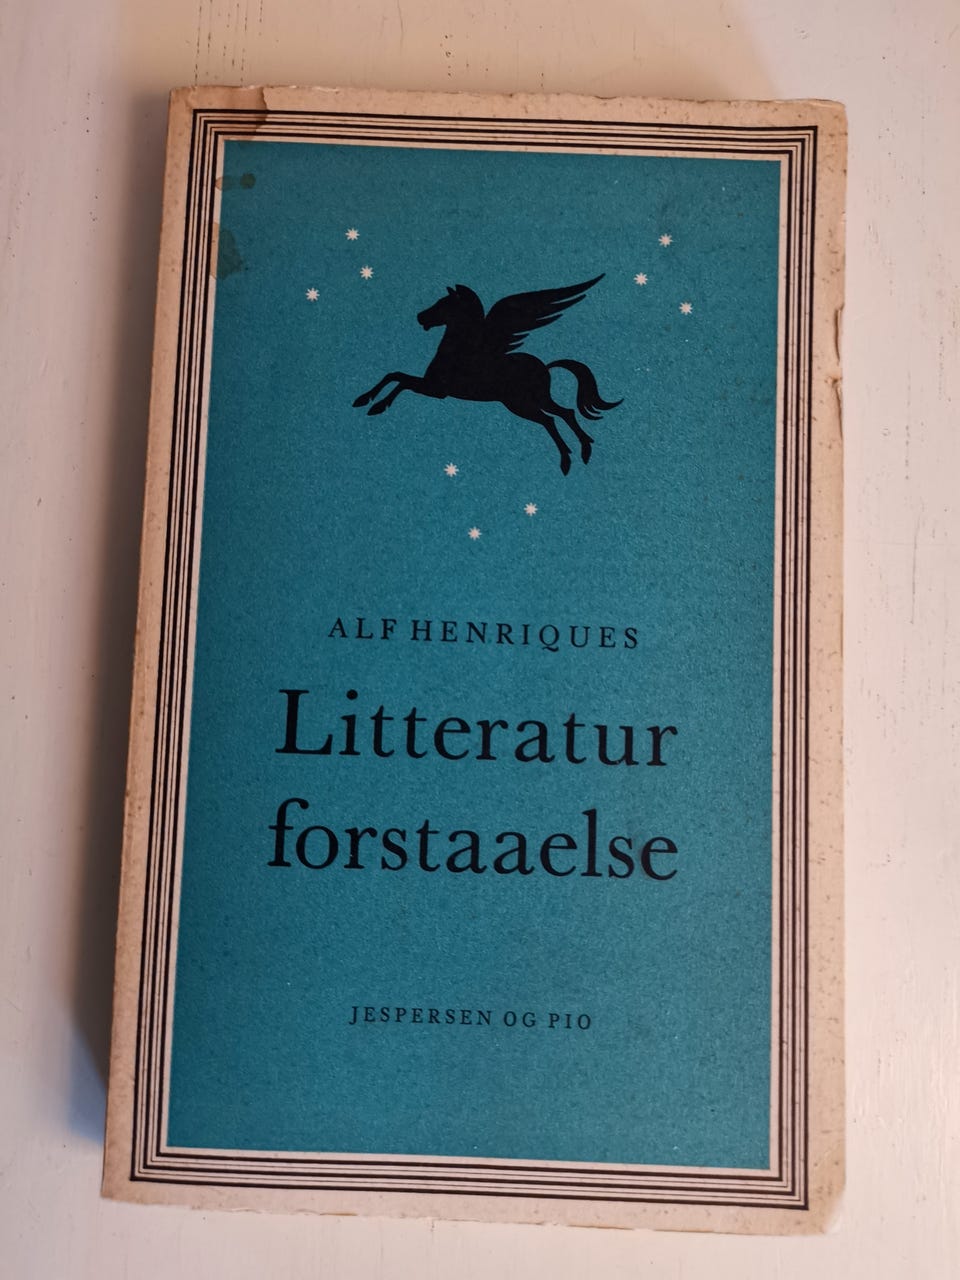 ALF HENRIQUES
Litteratur
forstaaelse
JESPERSEN OG PIO